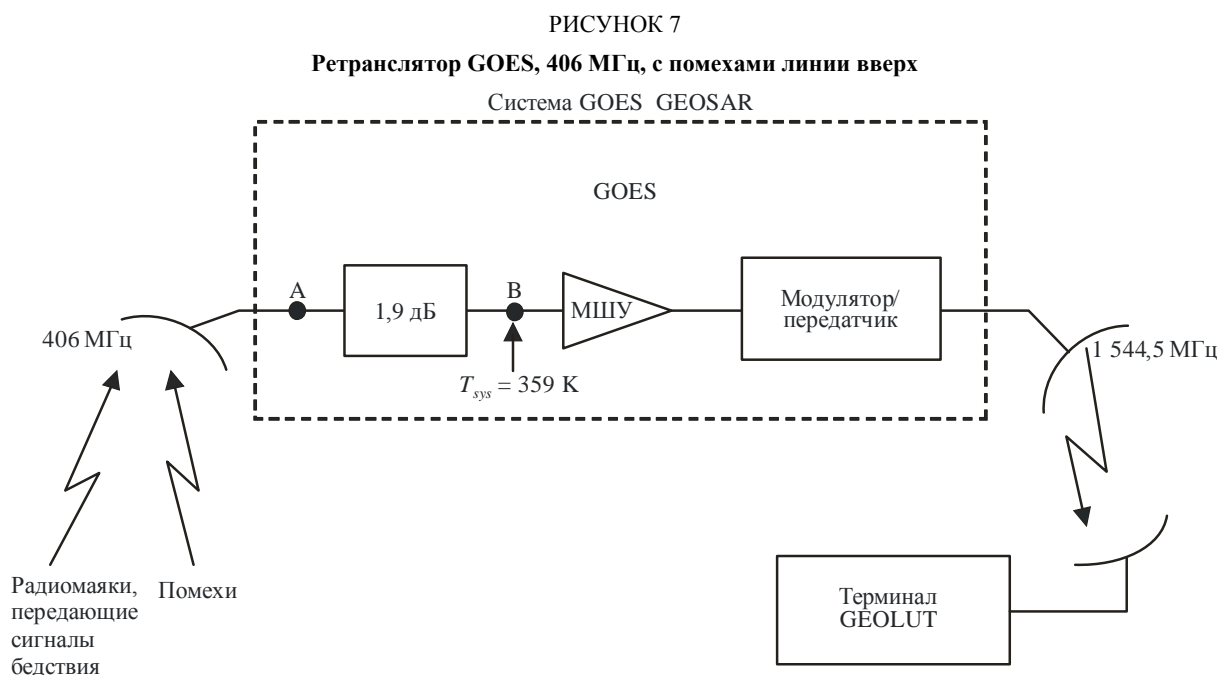 РИСУНОК 7
Ретранслятор GOES, 406 МГц, с помехами линии вверх
Система GOES GEOSAR
GOES
A
1,9 дБ
B
МШУ
Модулятор/
передатчик
406 МГц
1 544,5 МГц
T_sys = 359 K
Радиомаяки,
передающие
сигналы
бедствия
Помехи
Терминал
GEOLUT